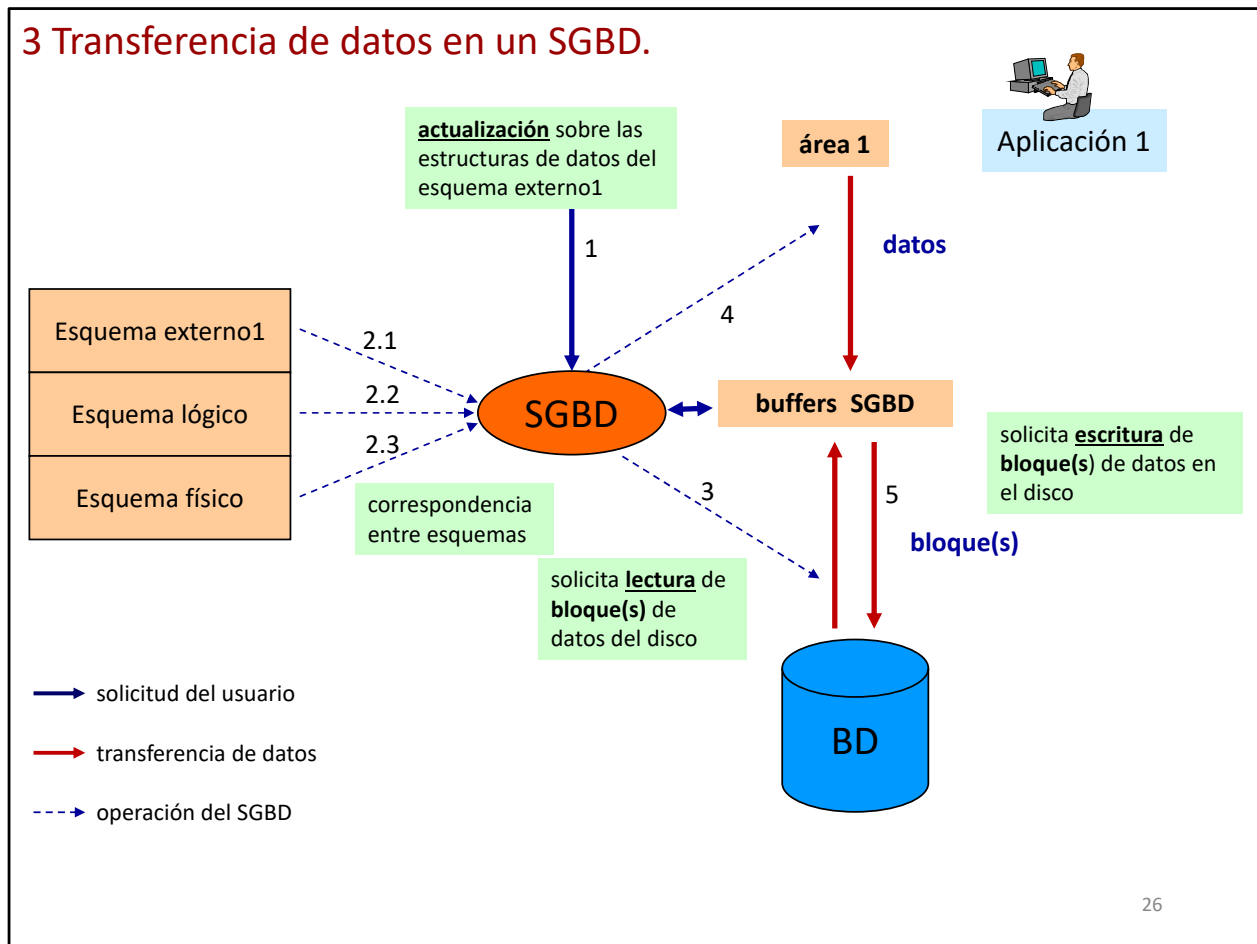 3 Transferencia de datos en un SGBD.
actualización sobre las
estructuras de datos del
esquema externo1
área 1
Aplicación 1
1
datos
4
Esquema externo1
2.1
Esquema lógico
2.2
SGBD
buffers SGBD
2.3
Esquema físico
solicita escritura de
bloque(s) de datos en
el disco
3
5
correspondencia
entre esquemas
bloque(s)
solicita lectura de
bloque(s) de
datos del disco
solicitud del usuario
BD
transferencia de datos
operación del SGBD
26